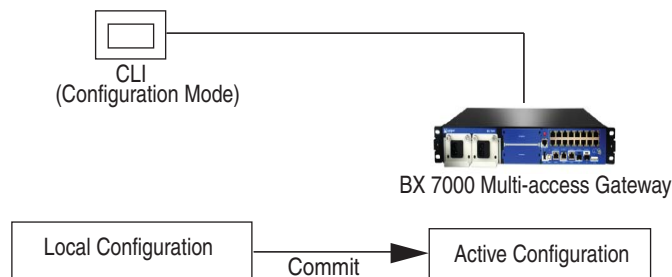 CLI
(Configuration Mode)
BX 7000 Multi-access Gateway
Local Configuration
Commit
Active Configuration